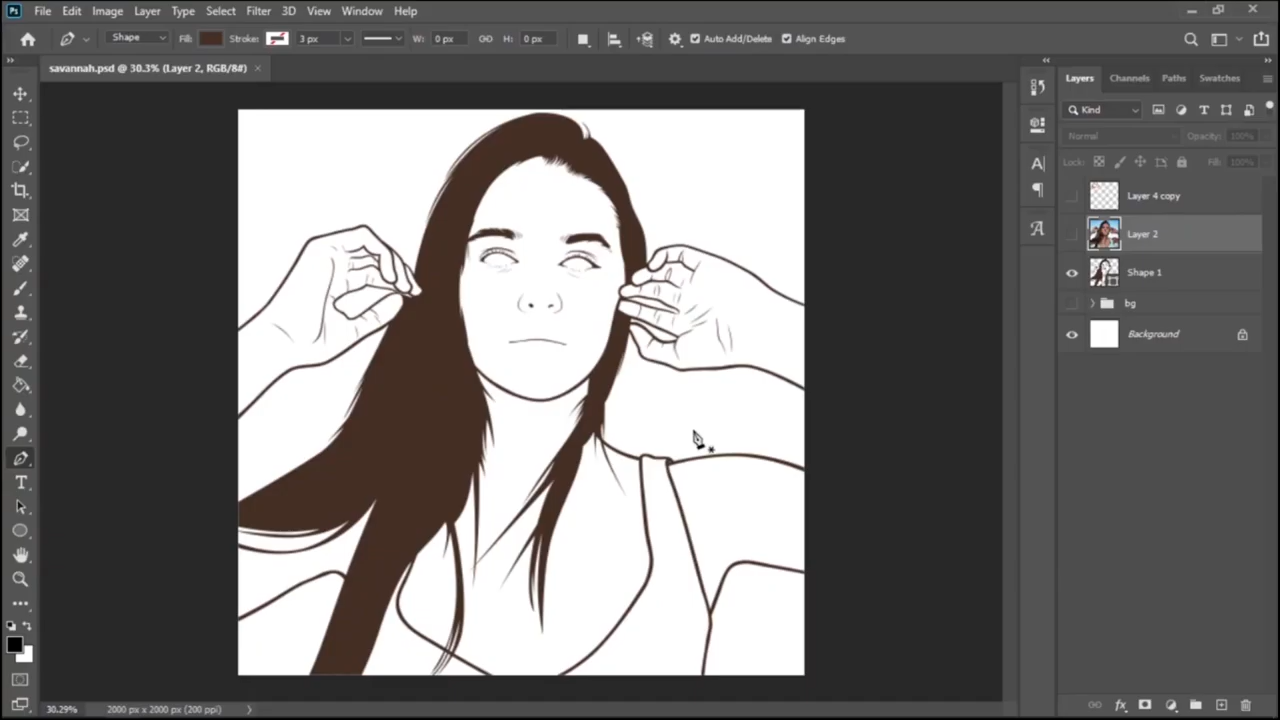 Ps File Edit Image Layer Type Select Filter 3D View Window Help
Shape Fill: Stroke: 3 px W: 0 px H: 0 px Auto Add/Delete Align Edges
savannah.psd @ 30.3% (Layer 2, RGB/8#) ×
Layers Channels Paths Swatches
Kind
Normal Opacity: 100%
Lock: Fill: 100%
Layer 4 copy
Layer 2
Shape 1
bg
Background
30.29% 2000 px x 2000 px (200 ppi)